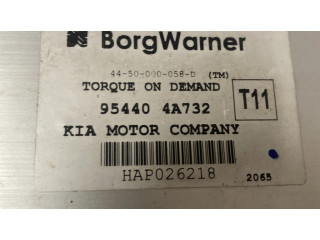 BorgWarner
44-50-000-058-D (TM)
TORQUE ON DEMAND
95440 4A732
T11
KIA MOTOR COMPANY
HAP026218
2065